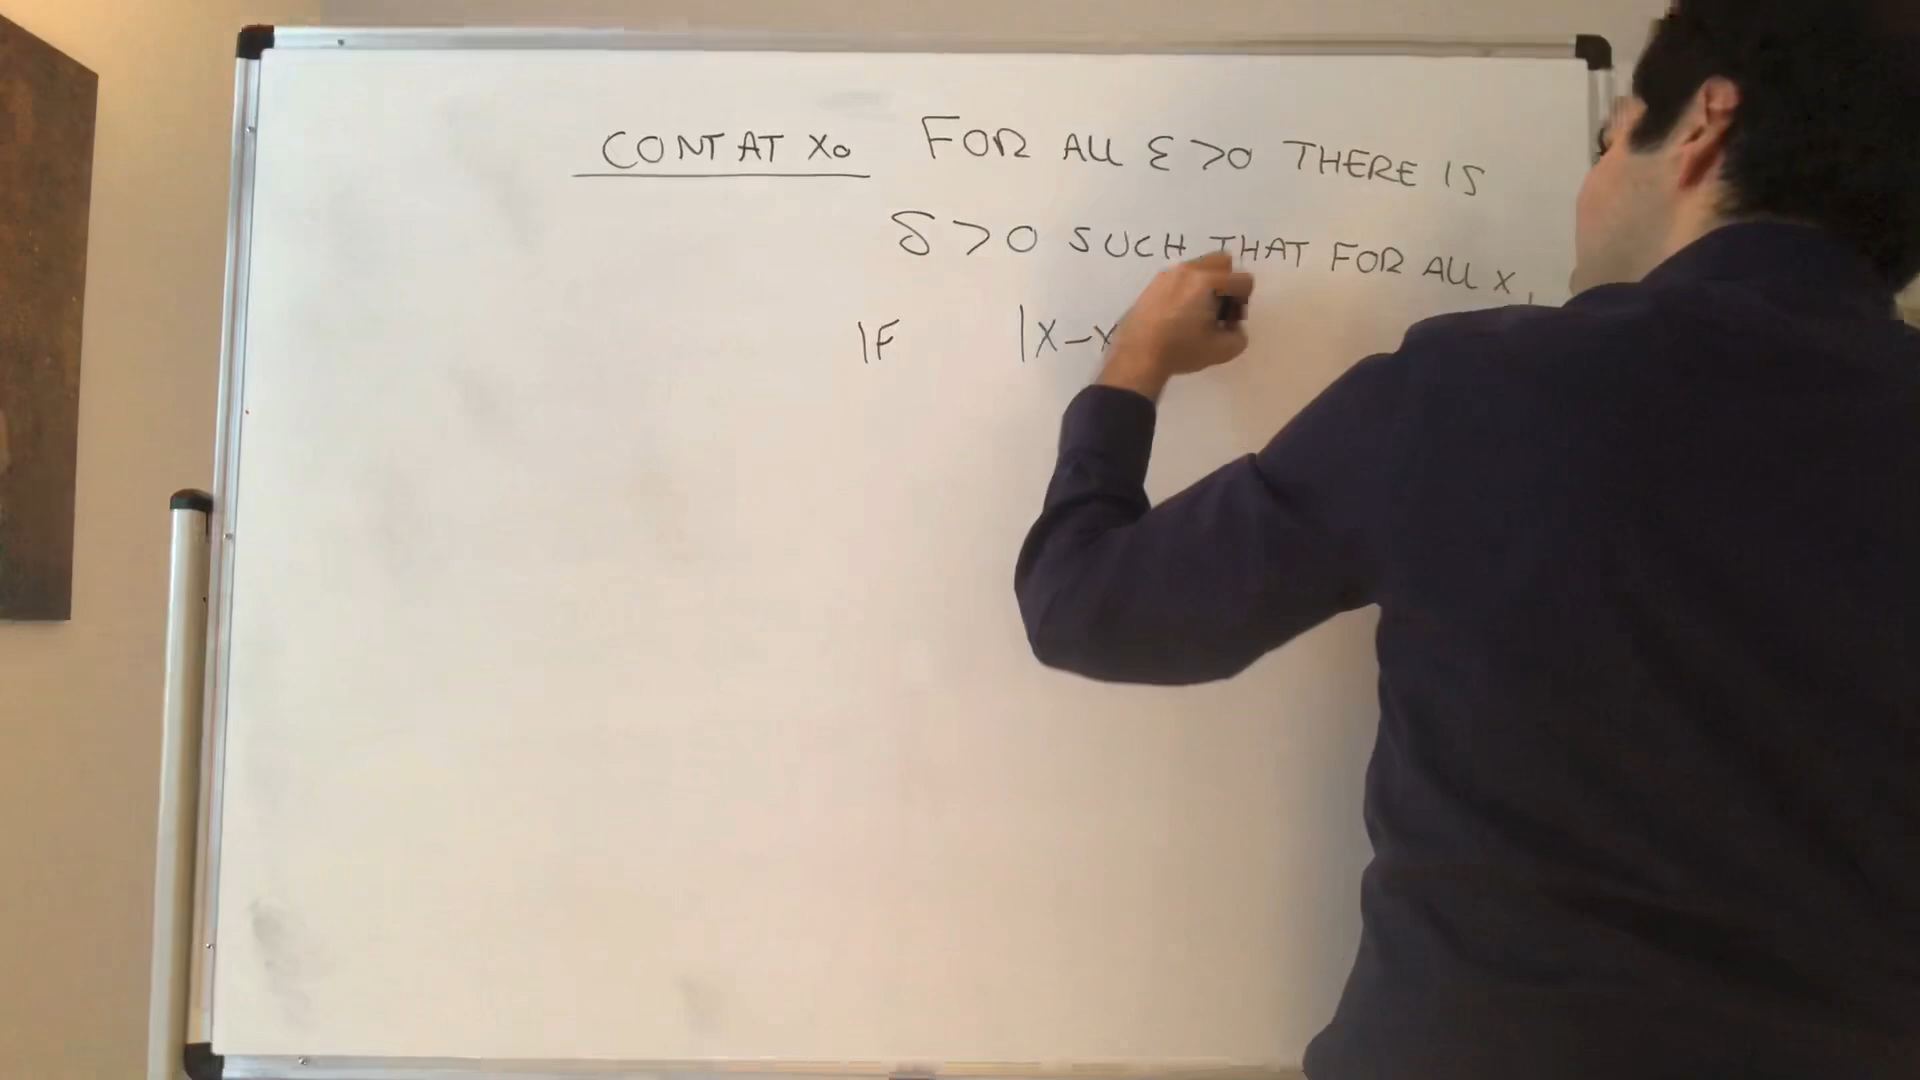 CONT AT X₀ FOR ALL ε > 0 THERE IS
δ > 0 SUCH THAT FOR ALL X,
IF |X-X